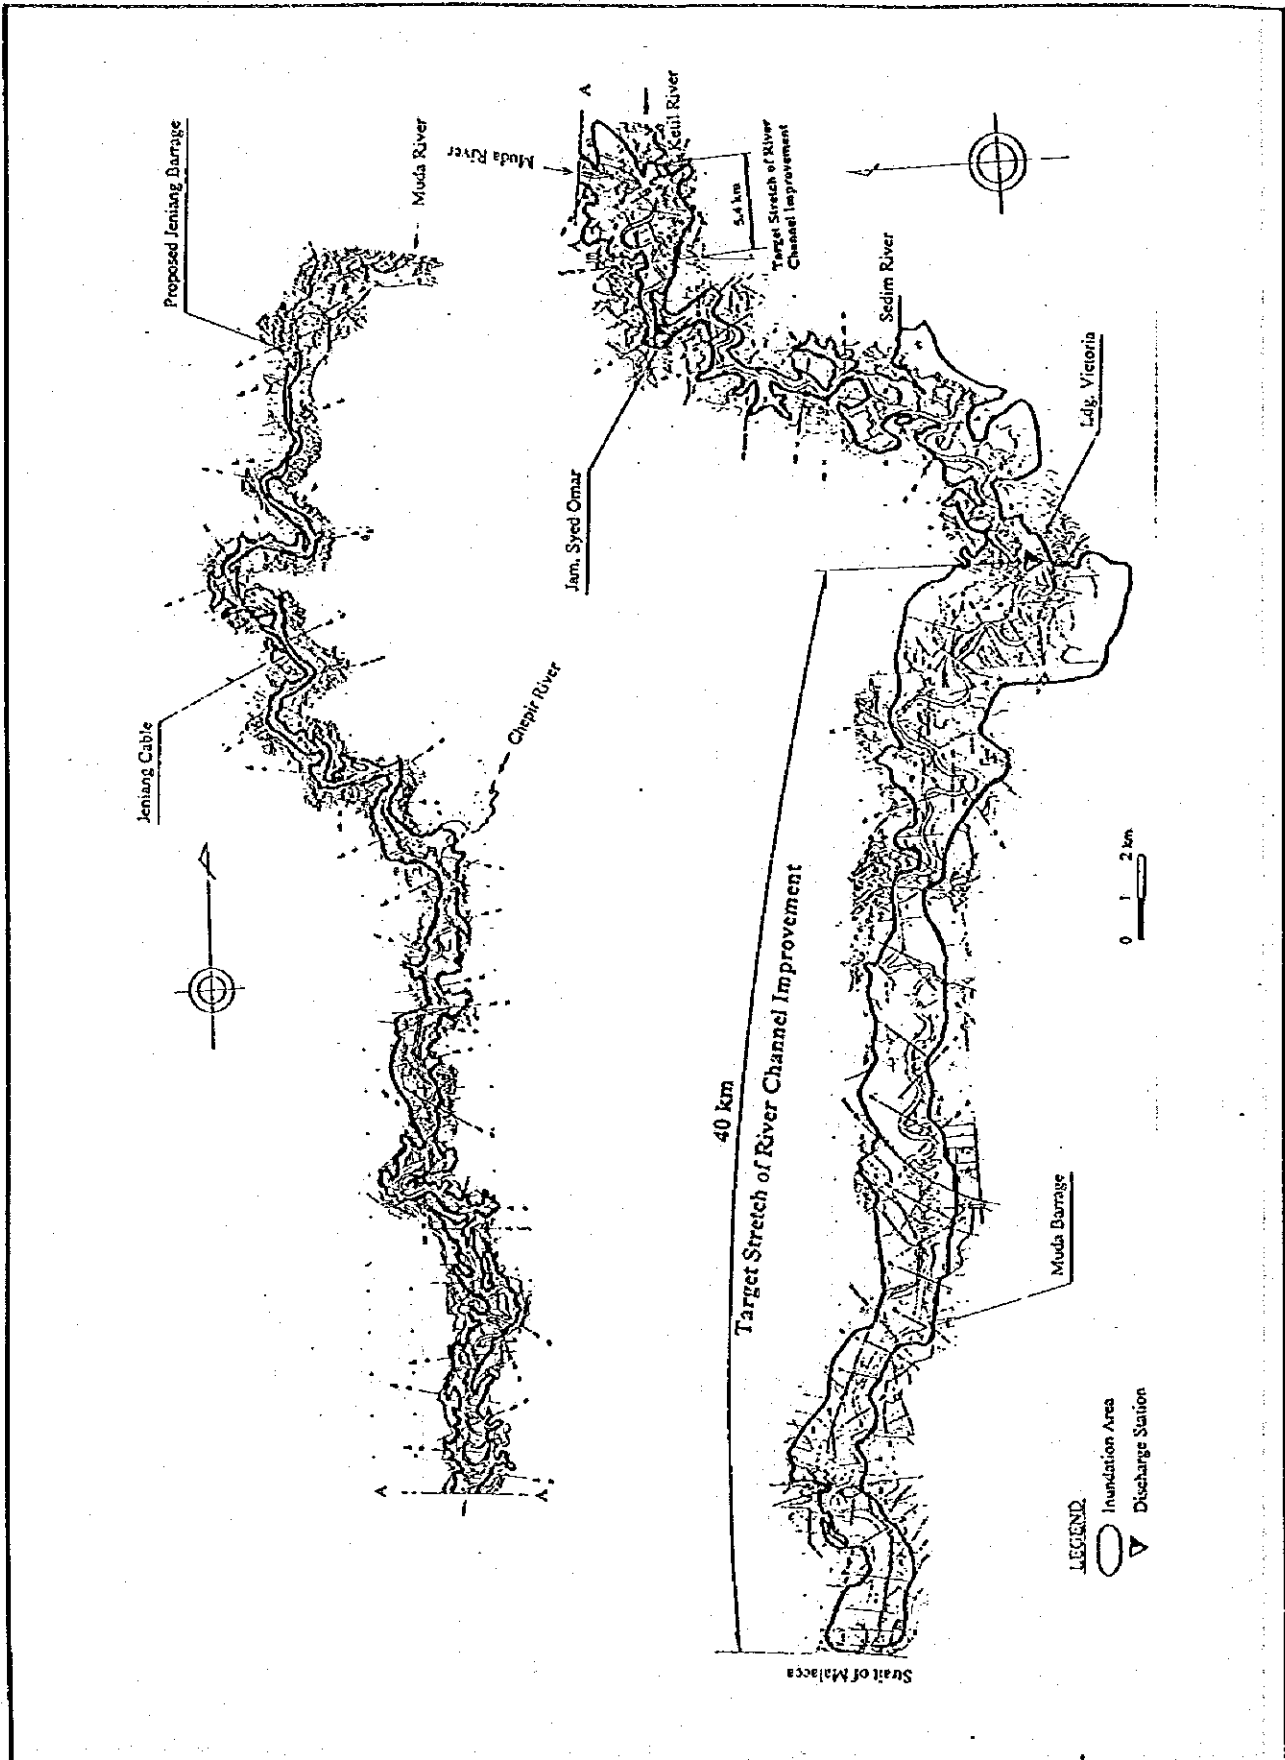 Proposed Jeniang Barrage
Muda River
Jeniang Cable
Chepir River
A
A
Muda River
A
Ketil River
5.4 km
Target Stretch of River
Channel Improvement
Jam. Syed Omar
Sedim River
Ldg. Victoria
40 km
Target Stretch of River Channel Improvement
Muda Barrage
Strait of Malacca
0 1 2 km
LEGEND
Inundation Area
Discharge Station